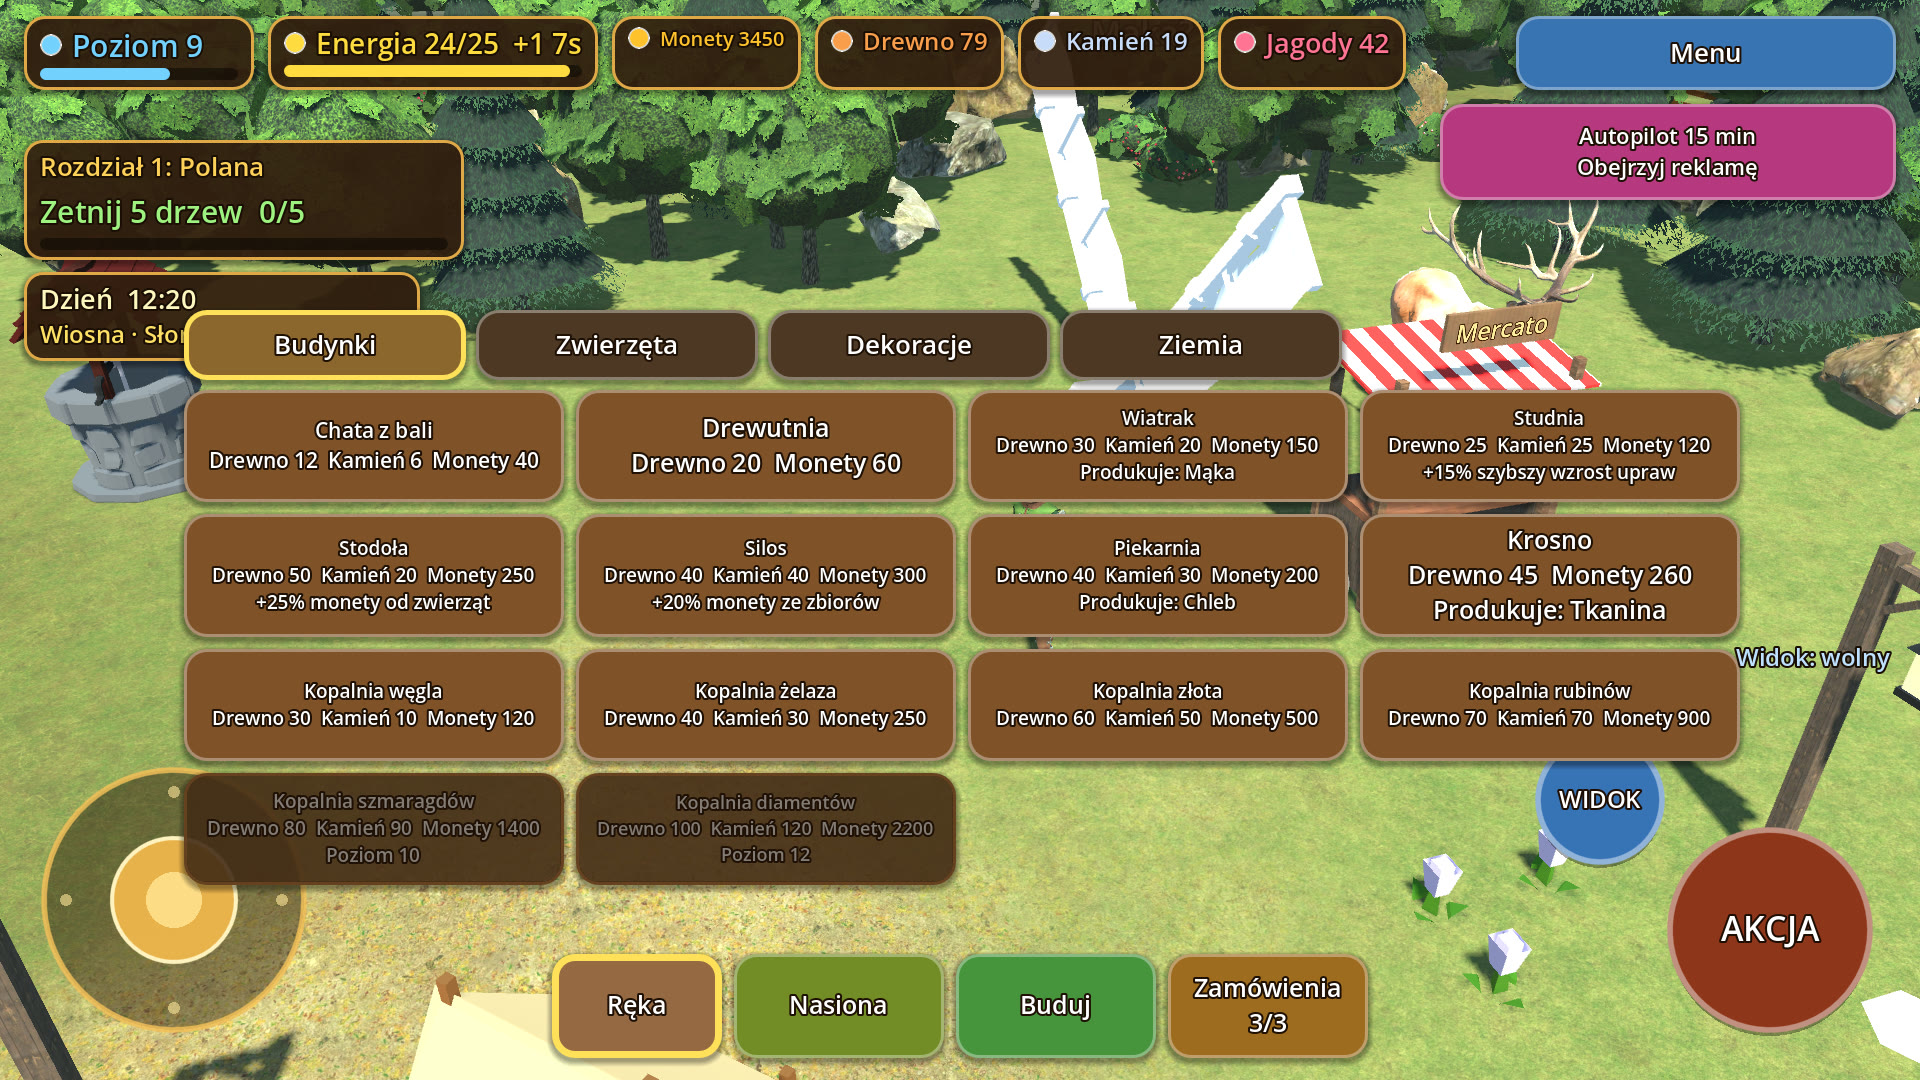 Poziom 9
Energia 24/25 +1 7s
Monety 3450
Drewno 79
Kamień 19
Jagody 42
Menu
Autopilot 15 min
Obejrzyj reklamę
Rozdział 1: Polana
Zetnij 5 drzew 0/5
Dzień 12:20
Wiosna · Sło
Mercato
Budynki
Zwierzęta
Dekoracje
Ziemia
Chata z bali
Drewno 12 Kamień 6 Monety 40
Drewutnia
Drewno 20 Monety 60
Wiatrak
Drewno 30 Kamień 20 Monety 150
Produkuje: Mąka
Studnia
Drewno 25 Kamień 25 Monety 120
+15% szybszy wzrost upraw
Stodoła
Drewno 50 Kamień 20 Monety 250
+25% monety od zwierząt
Silos
Drewno 40 Kamień 40 Monety 300
+20% monety ze zbiorów
Piekarnia
Drewno 40 Kamień 30 Monety 200
Produkuje: Chleb
Krosno
Drewno 45 Monety 260
Produkuje: Tkanina
Widok: wolny
Kopalnia węgla
Drewno 30 Kamień 10 Monety 120
Kopalnia żelaza
Drewno 40 Kamień 30 Monety 250
Kopalnia złota
Drewno 60 Kamień 50 Monety 500
Kopalnia rubinów
Drewno 70 Kamień 70 Monety 900
Kopalnia szmaragdów
Drewno 80 Kamień 90 Monety 1400
Poziom 10
Kopalnia diamentów
Drewno 100 Kamień 120 Monety 2200
Poziom 12
WIDOK
AKCJA
Ręka
Nasiona
Buduj
Zamówienia
3/3